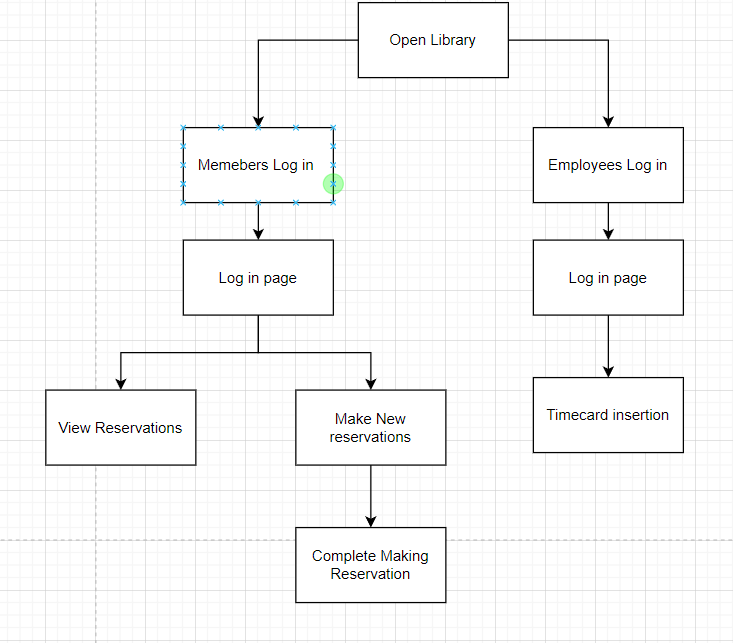 Open Library
Memebers Log in
Employees Log in
Log in page
Log in page
View Reservations
Make New
reservations
Timecard insertion
Complete Making
Reservation